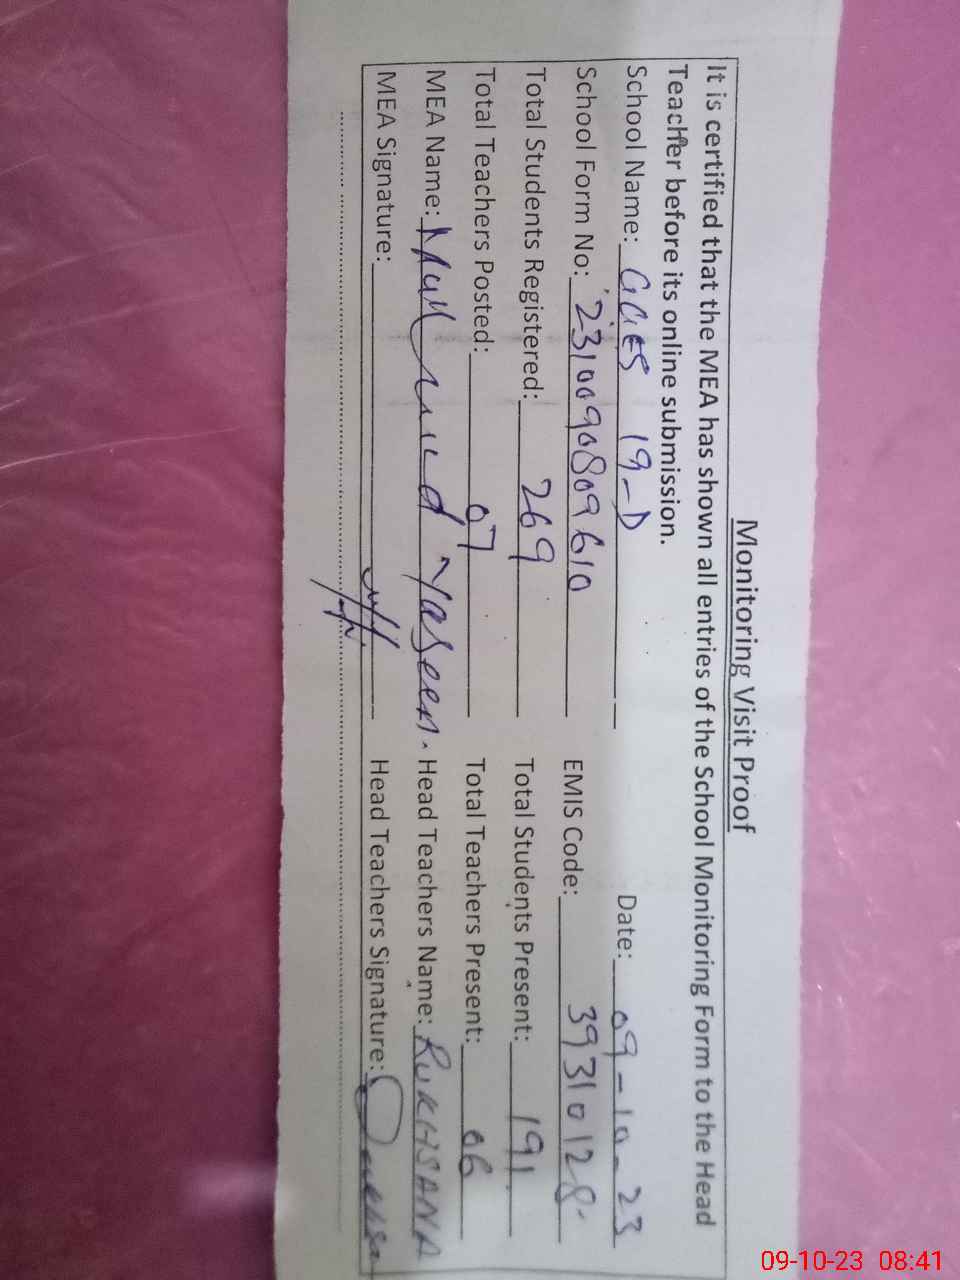 Monitoring Visit Proof
It is certified that the MEA has shown all entries of the School Monitoring Form to the Head
Teacher before its online submission.
School Name: GGES 19-D Date: 09-10-23
School Form No: 2310090809610 EMIS Code: 39310128
Total Students Registered: 269 Total Students Present: 191
Total Teachers Posted: 07 Total Teachers Present: 06
MEA Name: Yaseen. Head Teachers Name: RUKHSANA
MEA Signature: Head Teachers Signature:
09-10-23 08:41